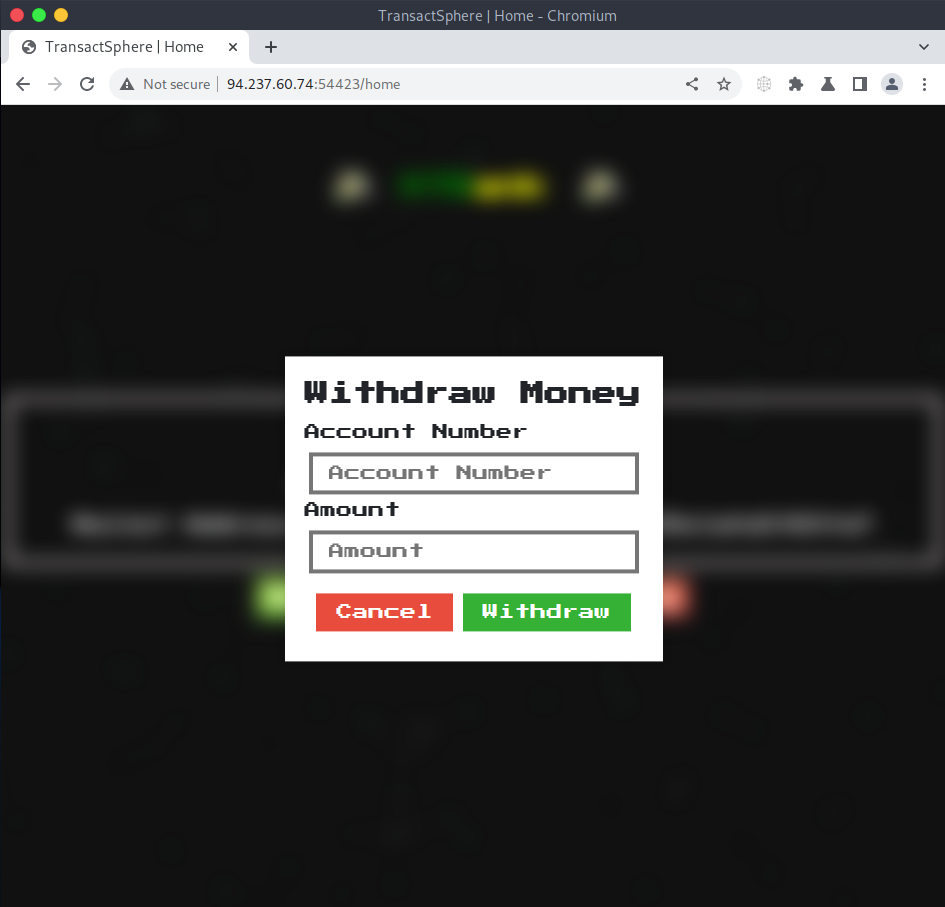 TransactSphere | Home - Chromium
TransactSphere | Home
Not secure | 94.237.60.74:54423/home
Withdraw Money
Account Number
Account Number
Amount
Amount
Cancel Withdraw